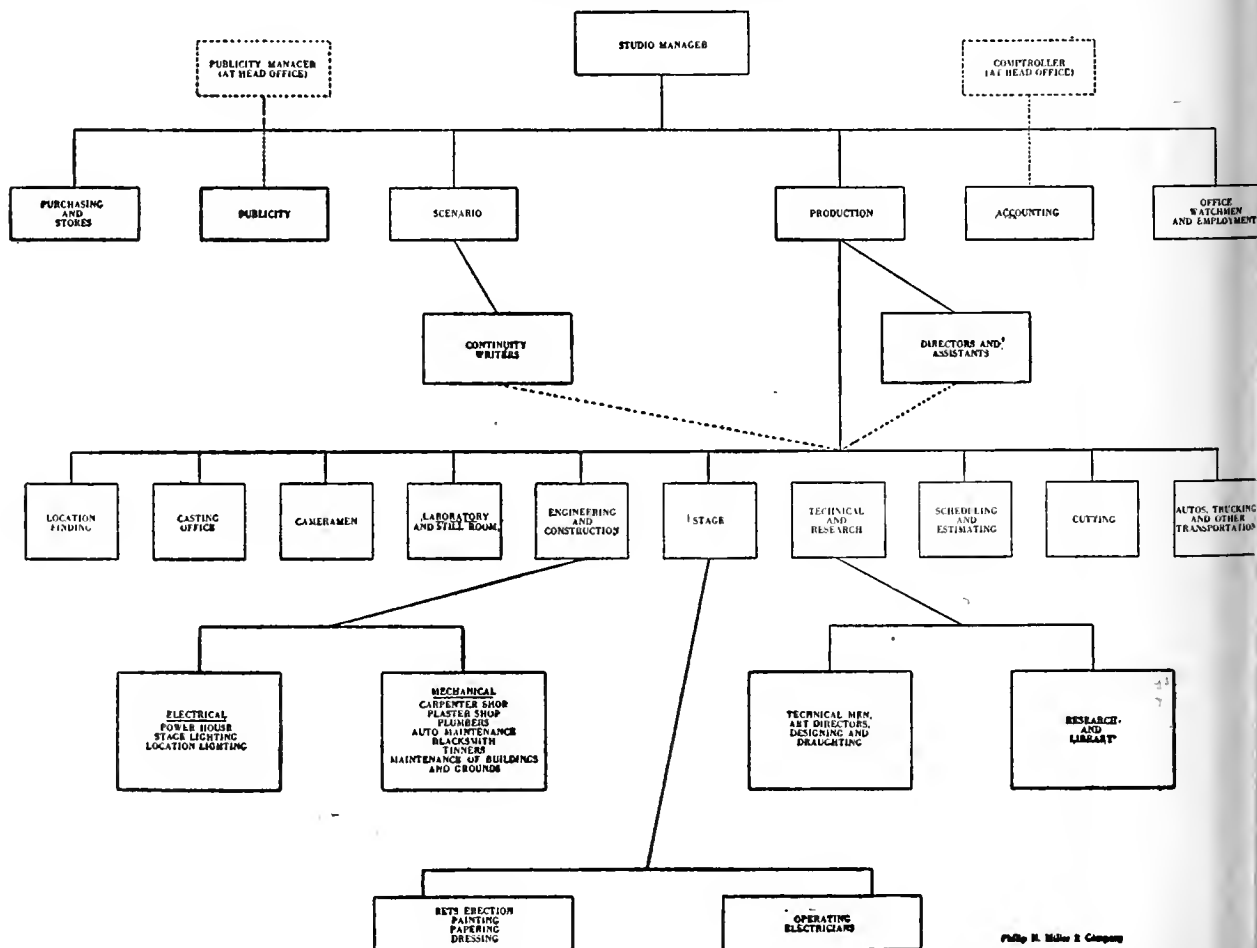 STUDIO MANAGER
PUBLICITY MANAGER
(AT HEAD OFFICE)
COMPTROLLER
(AT HEAD OFFICE)
PURCHASING
AND
STORES
PUBLICITY
SCENARIO
PRODUCTION
ACCOUNTING
OFFICE
WATCHMEN
AND EMPLOYMENT
CONTINUITY
WRITERS
DIRECTORS AND
ASSISTANTS
LOCATION
FINDING
CASTING
OFFICE
CAMERAMEN
LABORATORY
AND STILL ROOM
ENGINEERING
AND
CONSTRUCTION
STAGE
TECHNICAL
AND
RESEARCH
SCHEDULING
AND
ESTIMATING
CUTTING
AUTOS, TRUCKING
AND OTHER
TRANSPORTATION
ELECTRICAL
POWER HOUSE
STAGE LIGHTING
LOCATION LIGHTING
MECHANICAL
CARPENTER SHOP
PLASTER SHOP
PLUMBERS
AUTO MAINTENANCE
BLACKSMITH
TINNERS
MAINTENANCE OF BUILDINGS
AND GROUNDS
TECHNICAL MEN,
ART DIRECTORS,
DESIGNING AND
DRAUGHTING
RESEARCH
AND
LIBRARY
SETS ERECTION
PAINTING
PAPERING
DRESSING
OPERATING
ELECTRICIANS
Philip N. Miller & Company